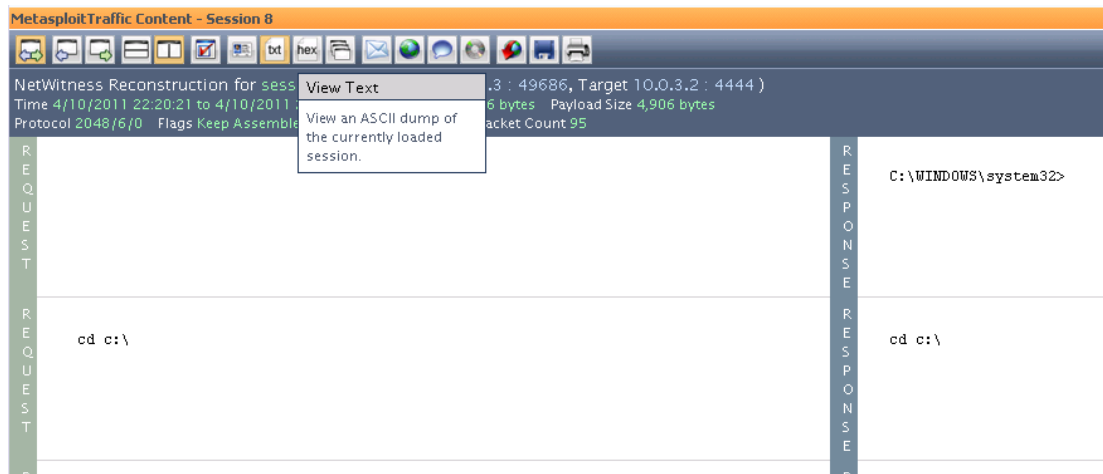 MetasploitTraffic Content - Session 8
txt hex
NetWitness Reconstruction for sess .3 : 49686, Target 10.0.3.2 : 4444 )
Time 4/10/2011 22:20:21 to 4/10/2011 6 bytes Payload Size 4,906 bytes
Protocol 2048/6/0 Flags Keep Assemble acket Count 95
View Text
View an ASCII dump of
the currently loaded
session.
REQUEST
RESPONSE
C:\WINDOWS\system32>
REQUEST
cd c:\
RESPONSE
cd c:\